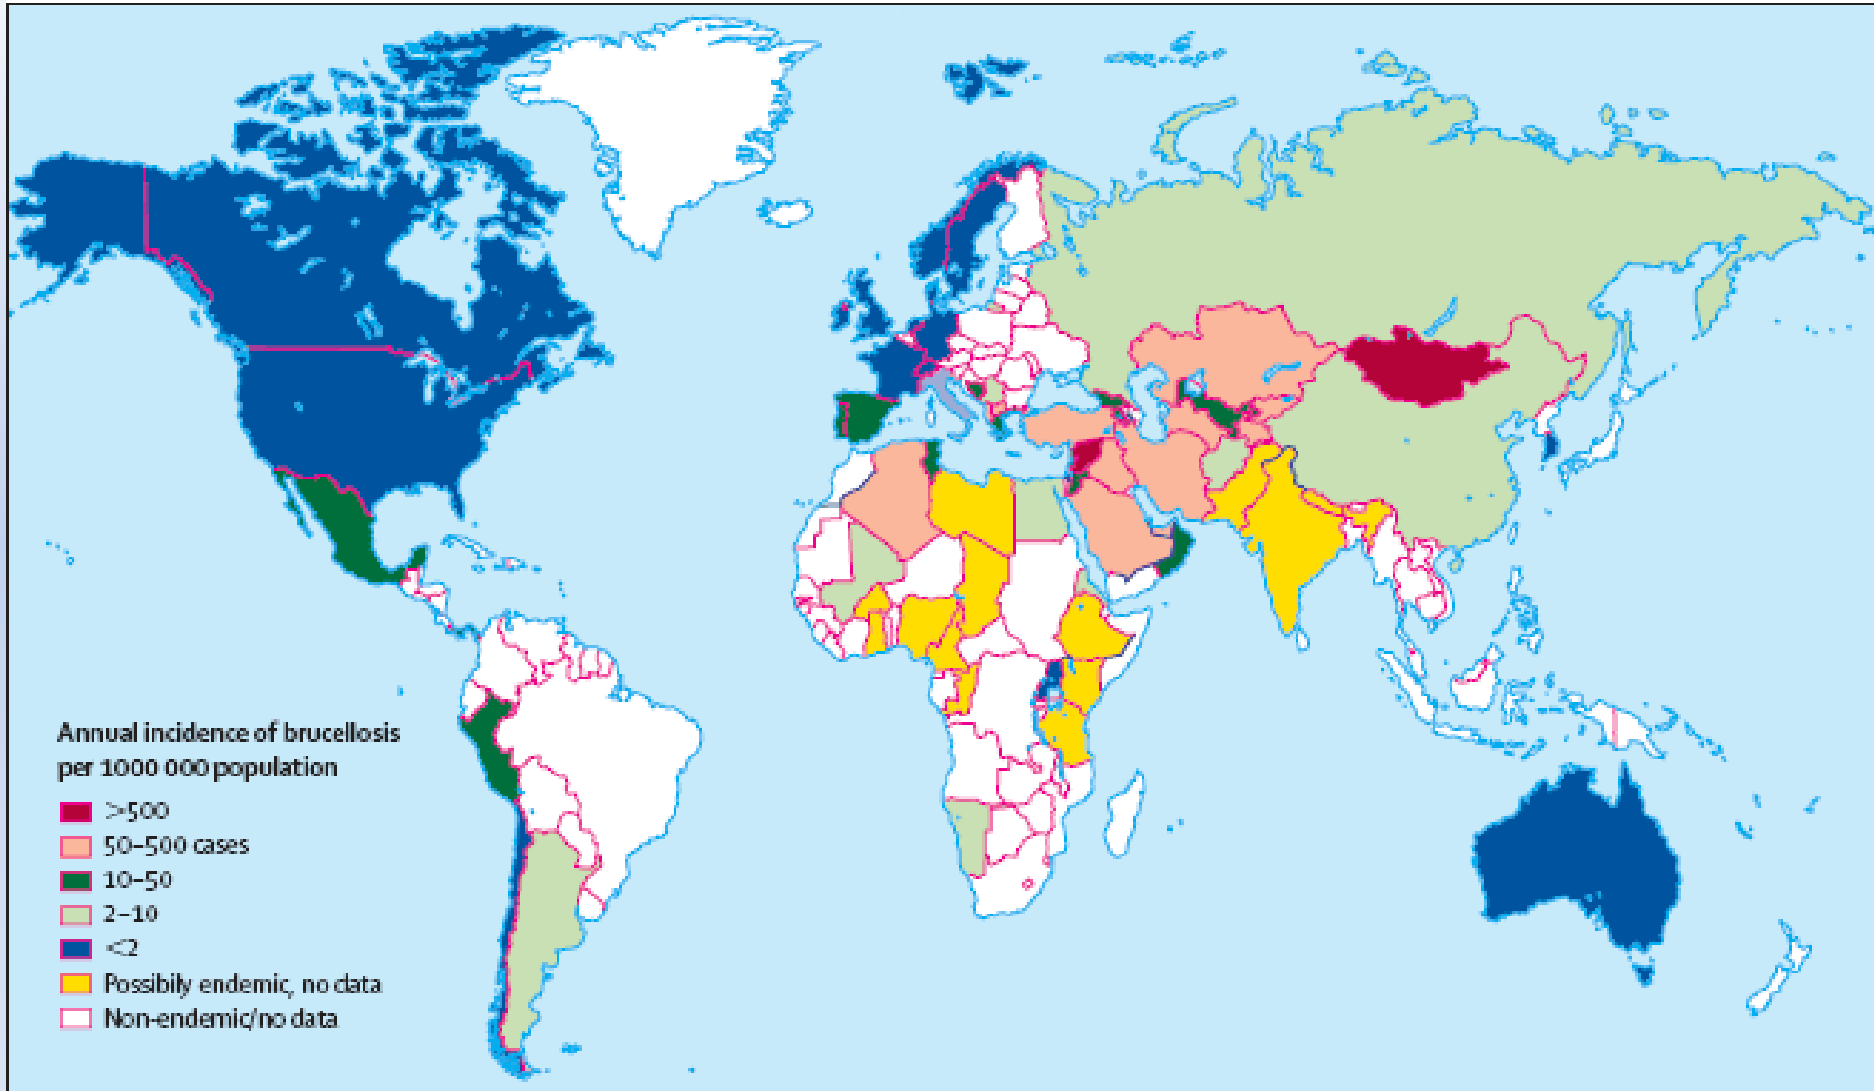 Annual incidence of brucellosis
per 1000 000 population
>500
50–500 cases
10–50
2–10
<2
Possibily endemic, no data
Non-endemic/no data